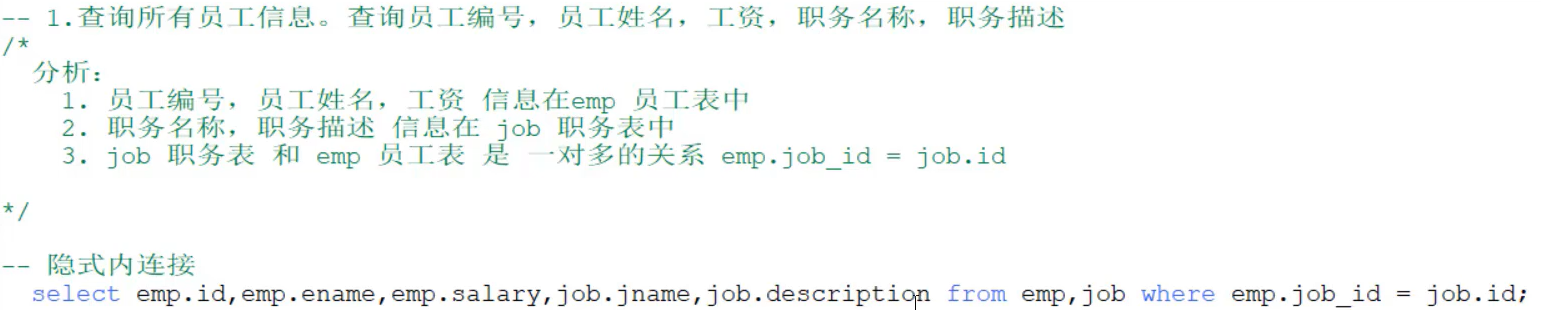 -- 1.查询所有员工信息。查询员工编号，员工姓名，工资，职务名称，职务描述
/*
分析：
1. 员工编号，员工姓名，工资 信息在emp 员工表中
2. 职务名称，职务描述 信息在 job 职务表中
3. job 职务表 和 emp 员工表 是 一对多的关系 emp.job_id = job.id
*/
-- 隐式内连接
select emp.id,emp.ename,emp.salary,job.jname,job.description from emp,job where emp.job_id = job.id;